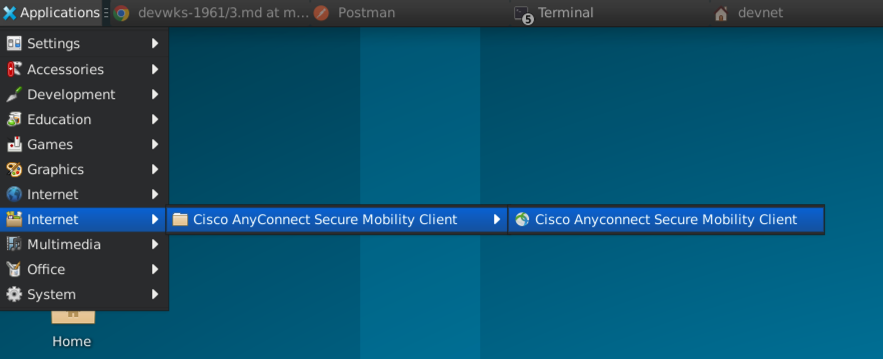 Applications devwks-1961/3.md at m... Postman 5 Terminal devnet
Settings
Accessories
Development
Education
Games
Graphics
Internet
Internet Cisco AnyConnect Secure Mobility Client Cisco Anyconnect Secure Mobility Client
Multimedia
Office
System
Home